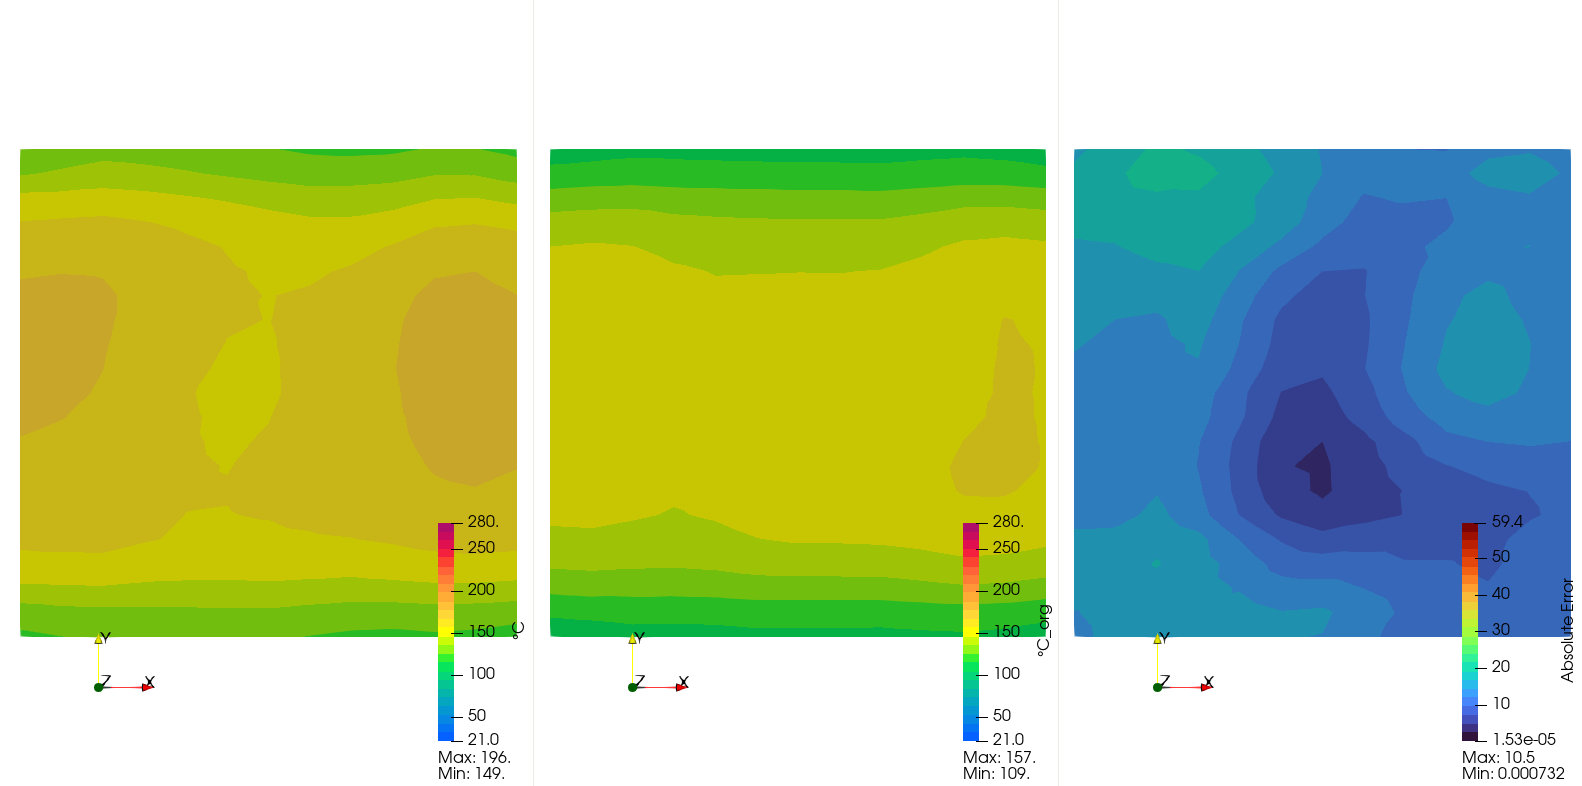 280.
250
200
150
100
50
21.0
°C
Max: 196.
Min: 149.
Y
Z
X
280.
250
200
150
100
50
21.0
°C_org
Max: 157.
Min: 109.
Y
Z
X
59.4
50
40
30
20
10
1.53e-05
Absolute Error
Max: 10.5
Min: 0.000732
Y
Z
X